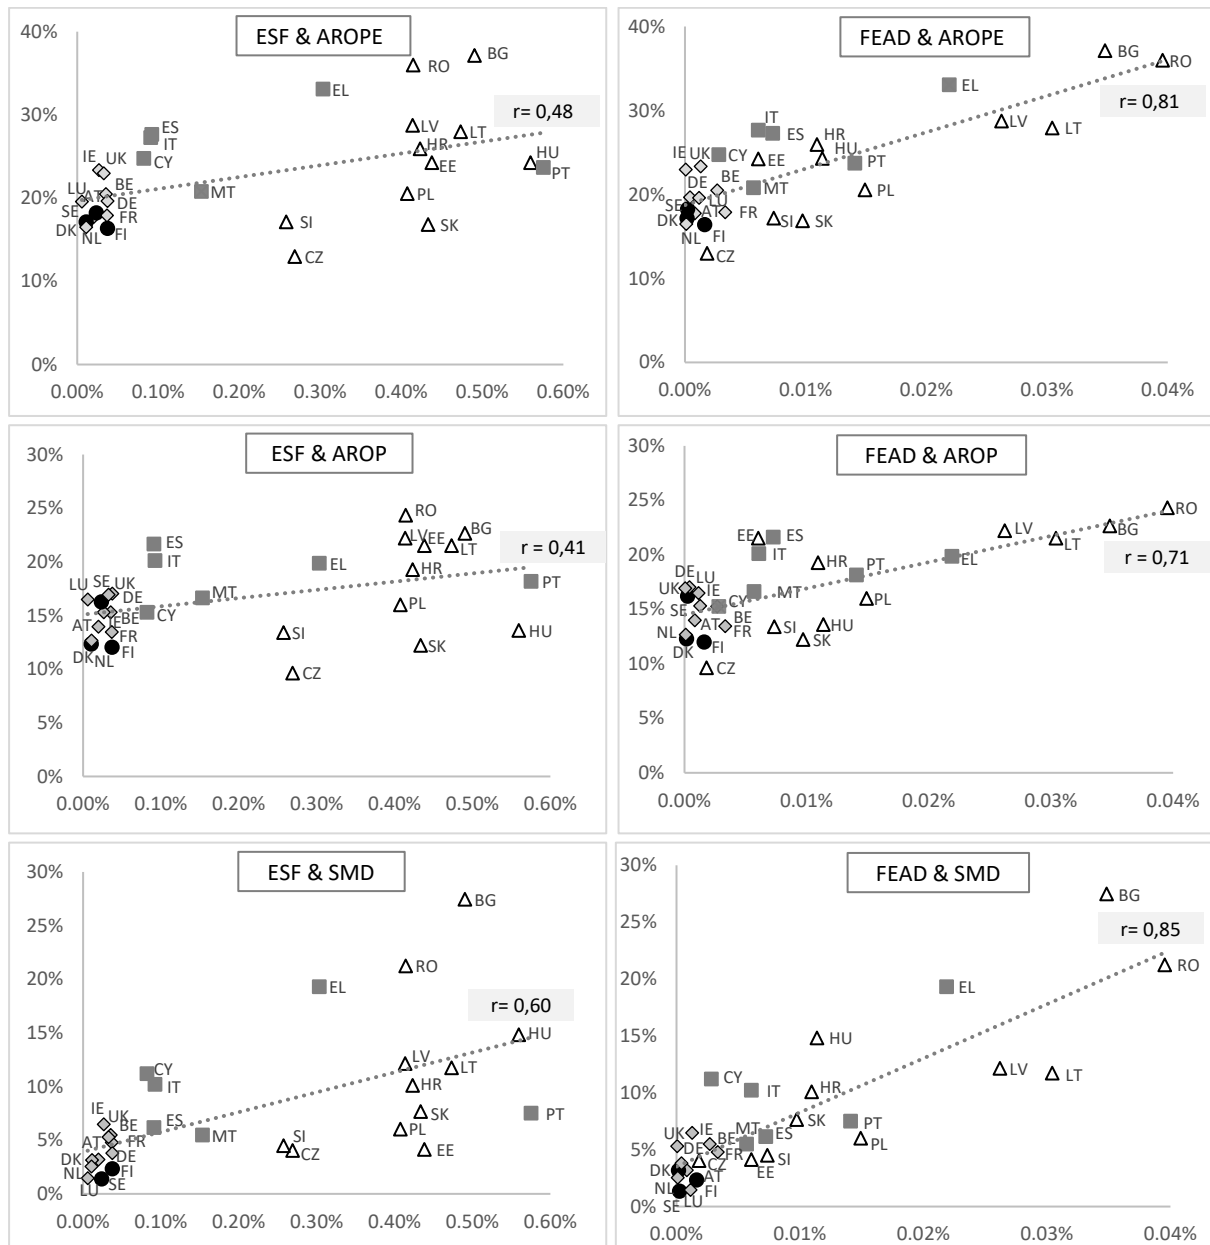 ESF & AROPE
40%
30%
20%
10%
0%
0.00% 0.10% 0.20% 0.30% 0.40% 0.50% 0.60%
r= 0,48
BG
RO
EL
LV
LT
HR
EE
HU
PT
PL
SK
SI
CZ
MT
ES
IT
CY
IE
UK
LU
AT
BE
DE
SE
FR
DK
NL
FI
FEAD & AROPE
40%
30%
20%
10%
0%
0.00% 0.01% 0.02% 0.03% 0.04%
r= 0,81
BG
RO
EL
LV
LT
IT
ES
HR
HU
CY
EE
PT
IE
UK
DE
BE
MT
PL
LU
SE
AT
FR
SI
SK
DK
NL
FI
CZ
ESF & AROP
30%
25%
20%
15%
10%
5%
0%
0.00% 0.10% 0.20% 0.30% 0.40% 0.50% 0.60%
r = 0,41
RO
BG
LV
EE
LT
ES
IT
EL
HR
PT
SE
UK
LU
DE
MT
CY
IE
BE
PL
AT
FR
SI
HU
DK
NL
FI
SK
CZ
FEAD & AROP
30%
25%
20%
15%
10%
5%
0%
0.00% 0.01% 0.02% 0.03% 0.04%
r= 0,71
RO
BG
LV
LT
EE
ES
IT
EL
HR
PT
DE
LU
UK
IE
MT
CY
SE
PL
AT
BE
FR
NL
SI
HU
SK
DK
FI
CZ
ESF & SMD
30%
25%
20%
15%
10%
5%
0%
0.00% 0.10% 0.20% 0.30% 0.40% 0.50% 0.60%
r= 0,60
BG
RO
EL
HU
LV
LT
CY
IT
HR
IE
UK
BE
ES
SK
PT
MT
PL
AT
FR
SI
DK
DE
CZ
EE
NL
FI
LU
SE
FEAD & SMD
30%
25%
20%
15%
10%
5%
0%
0.00% 0.01% 0.02% 0.03% 0.04%
r= 0,85
BG
RO
EL
HU
LV
LT
CY
IT
HR
UK
IE
MT
ES
SK
PT
DE
BE
FR
PL
DK
CZ
EE
SI
AT
NL
FI
SE
LU